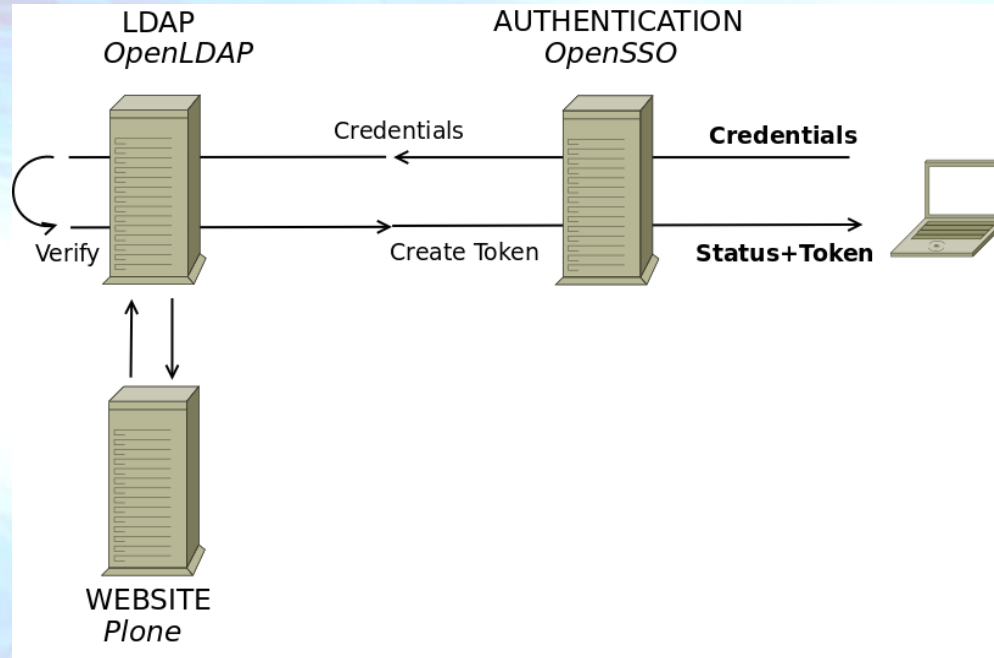 LDAP
OpenLDAP
AUTHENTICATION
OpenSSO
Credentials
Credentials
Verify
Create Token
Status+Token
WEBSITE
Plone